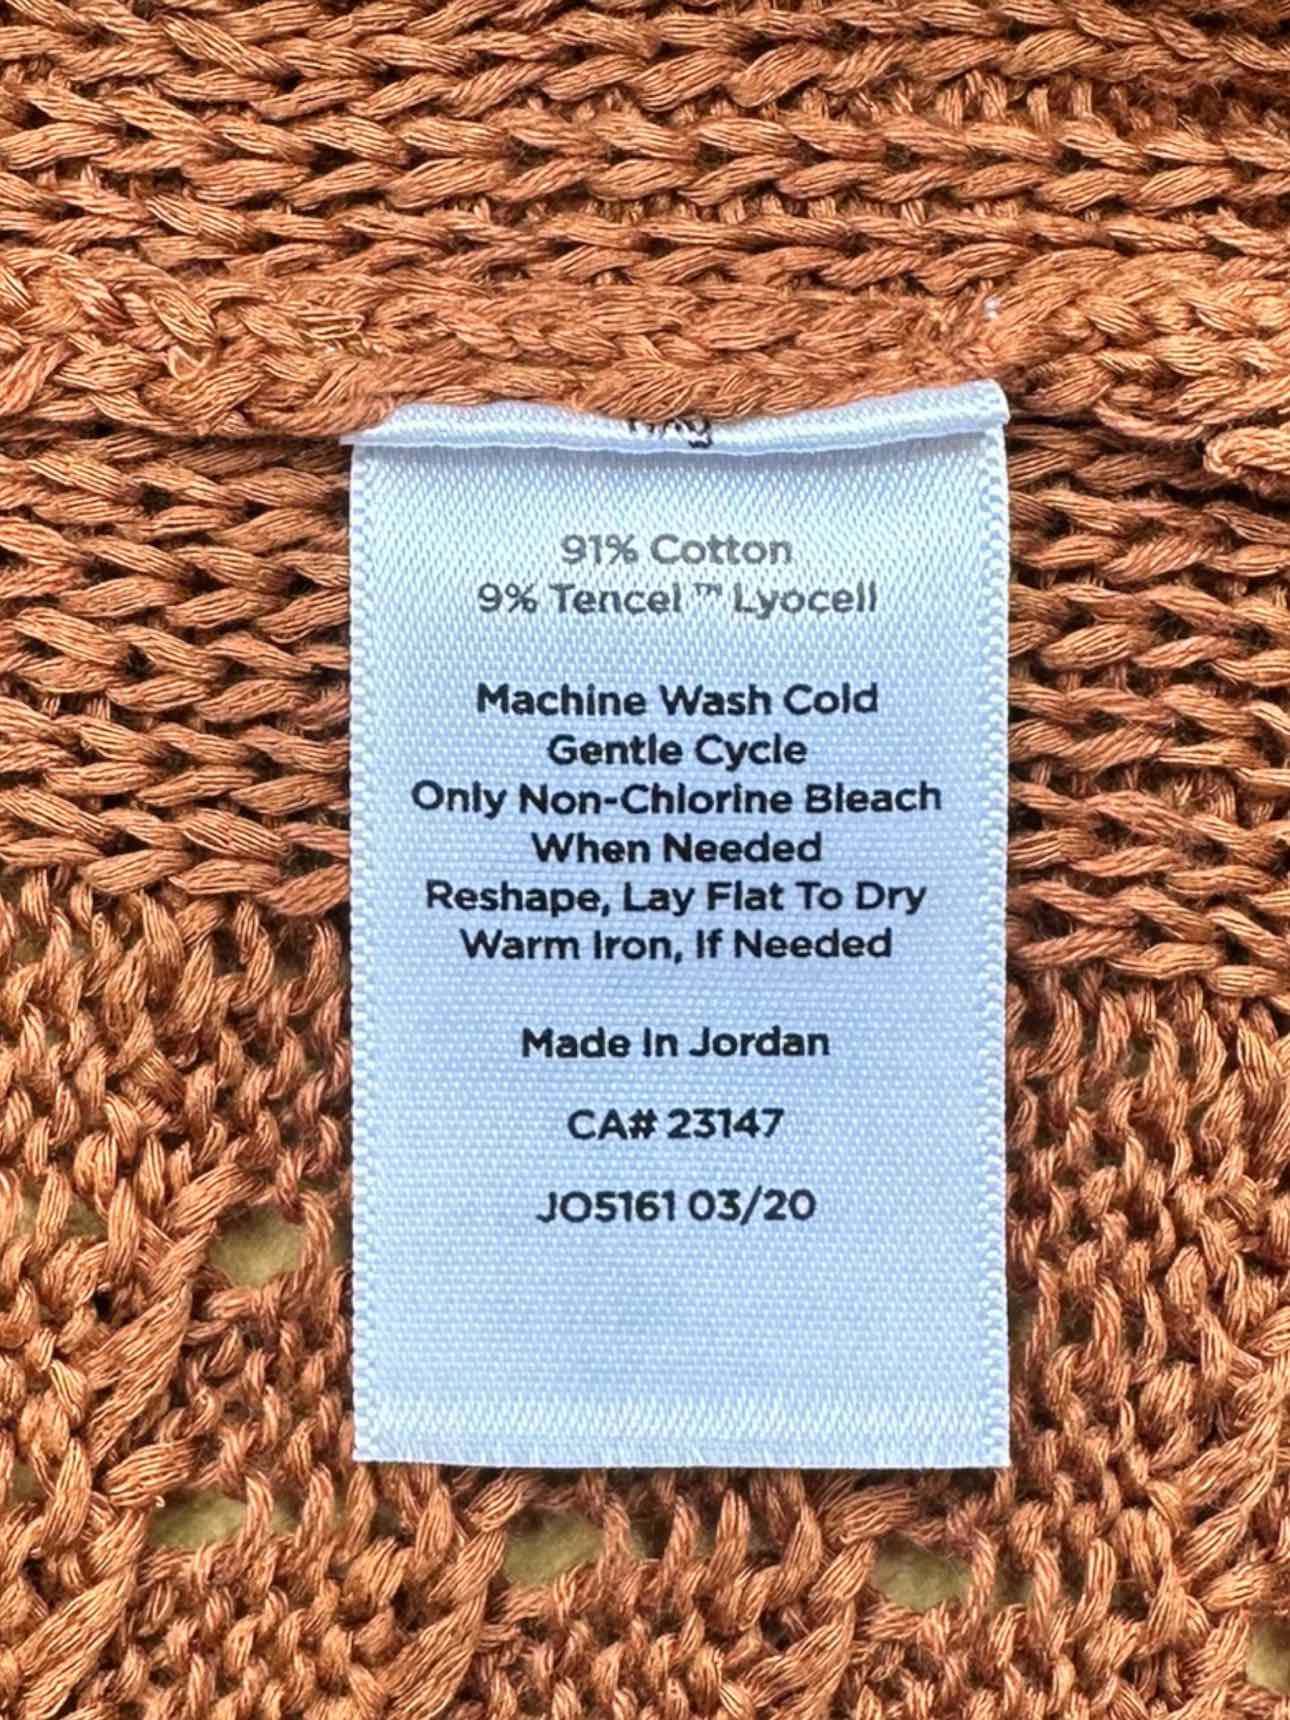 91% Cotton
9% Tencel™ Lyocell
Machine Wash Cold
Gentle Cycle
Only Non-Chlorine Bleach
When Needed
Reshape, Lay Flat To Dry
Warm Iron, If Needed
Made In Jordan
CA# 23147
JO5161 03/20